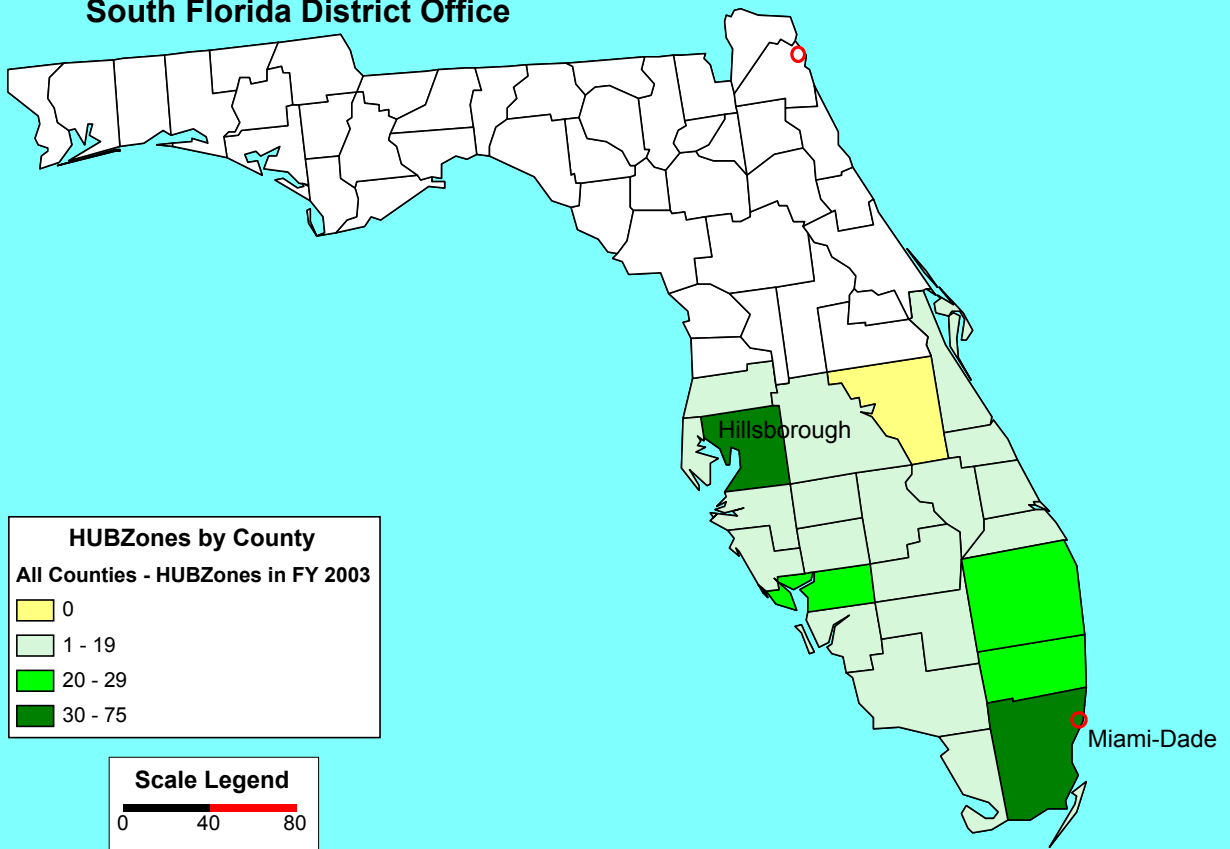 South Florida District Office
Hillsborough
HUBZones by County
All Counties - HUBZones in FY 2003
0
1 - 19
20 - 29
30 - 75
Miami-Dade
Scale Legend
0 40 80